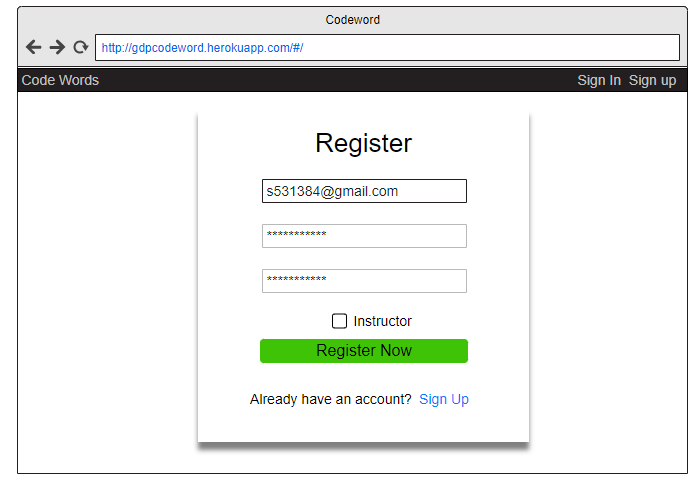 Codeword
http://gdpcodeword.herokuapp.com/#/
Code Words Sign In Sign up
Register
s531384@gmail.com
***********
***********
Instructor
Register Now
Already have an account? Sign Up